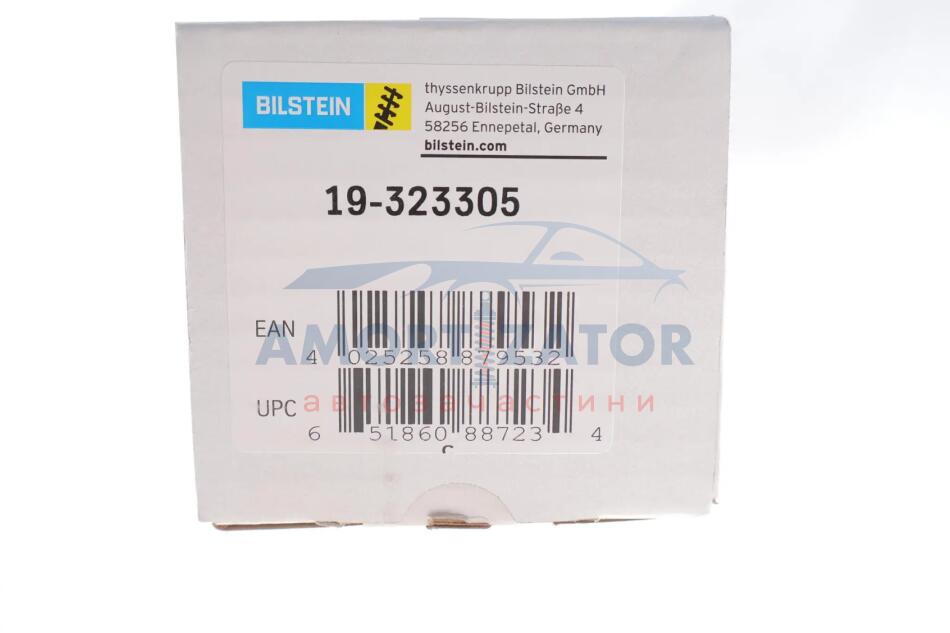 BILSTEIN
thyssenkrupp Bilstein GmbH
August-Bilstein-Straße 4
58256 Ennepetal, Germany
bilstein.com
19-323305
EAN
4 025258 879532
AMORTIZATOR
UPC
автозапчастини
6 51860 88723 4